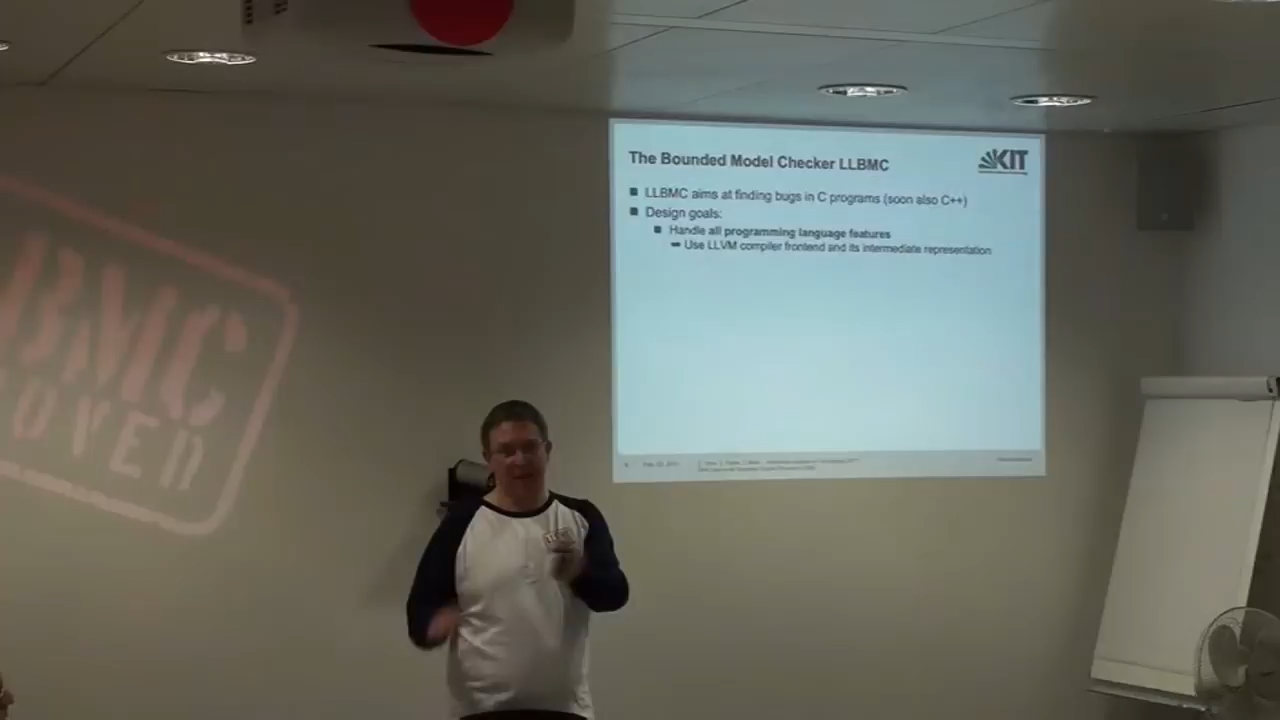 The Bounded Model Checker LLBMC
KIT
LLBMC aims at finding bugs in C programs (soon also C++)
Design goals:
Handle all programming language features
Use LLVM compiler frontend and its intermediate representation
BMC